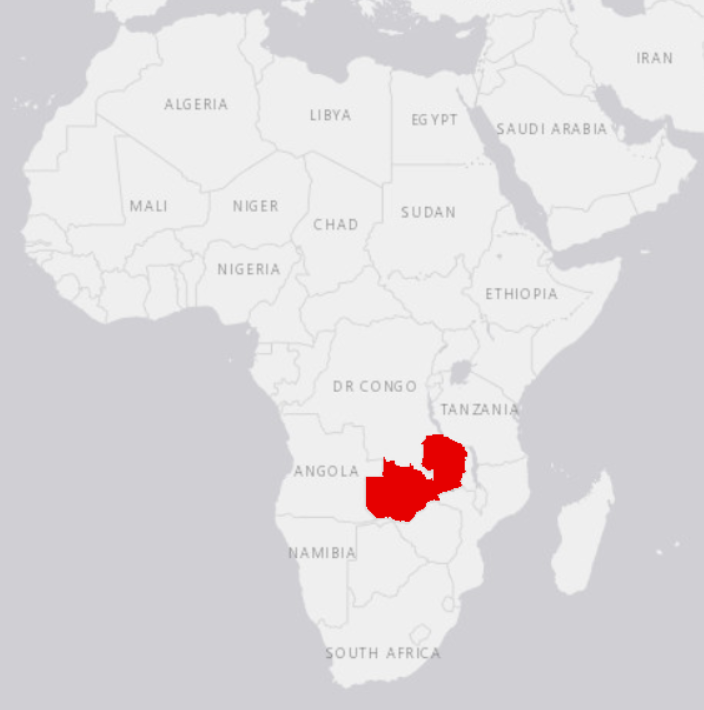 IRAN
ALGERIA
LIBYA
EGYPT
SAUDI ARABIA
MALI
NIGER
CHAD
SUDAN
NIGERIA
ETHIOPIA
DR CONGO
TANZANIA
ANGOLA
NAMIBIA
SOUTH AFRICA